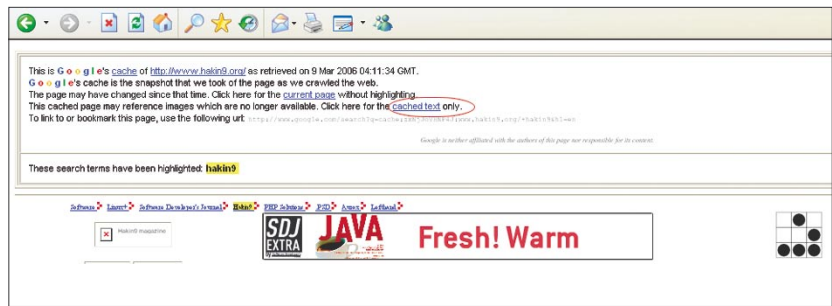 This is Google's cache of http://www.hakin9.org/ as retrieved on 9 Mar 2006 04:11:34 GMT.
Google's cache is the snapshot that we took of the page as we crawled the web.
The page may have changed since that time. Click here for the current page without highlighting.
This cached page may reference images which are no longer available. Click here for the cached text only.
To link to or bookmark this page, use the following url:
Google is neither affiliated with the authors of this page nor responsible for its content.
These search terms have been highlighted: hakin9
Software Linux+ Software Developer's Journal Hakin9 PHP Solutions .PSD Aurox Lefthand
Hakin9 magazine
SDJ EXTRA JAVA Fresh! Warm